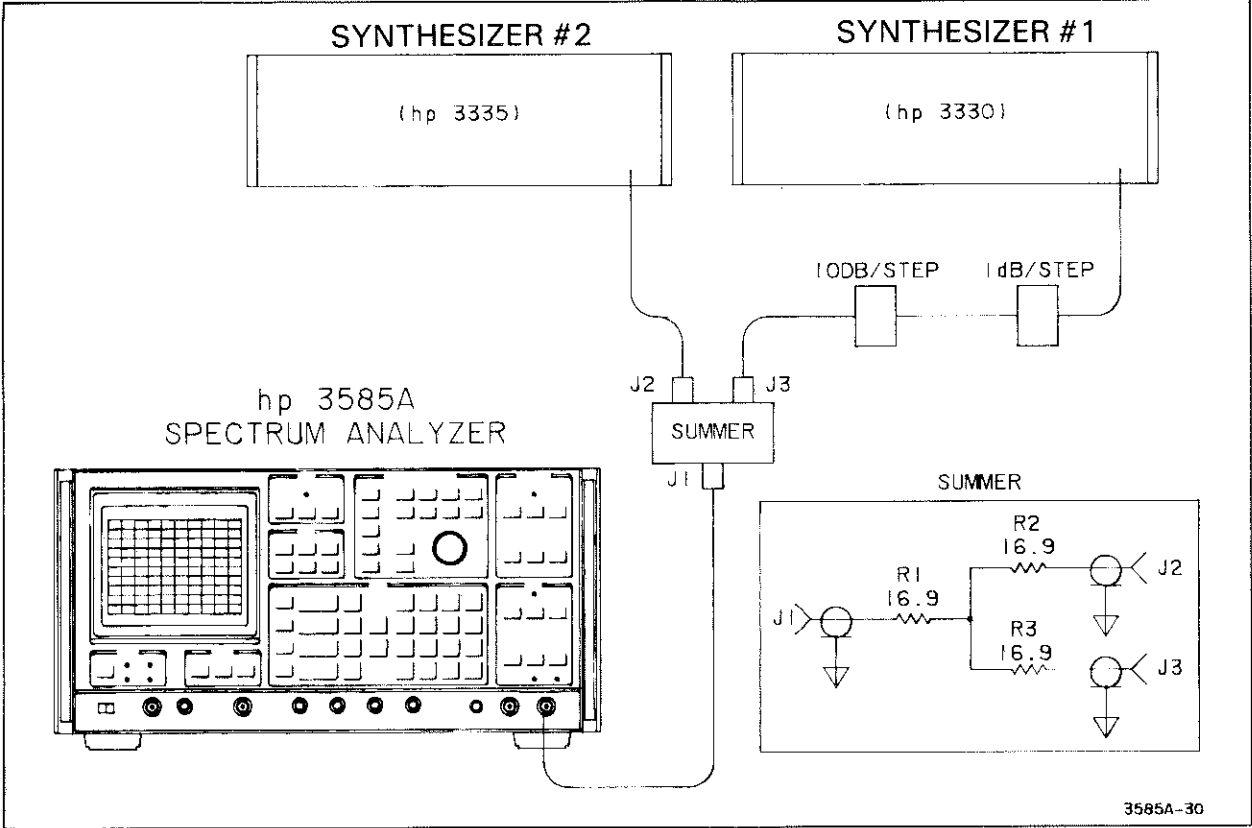 SYNTHESIZER #2
SYNTHESIZER #1
(hp 3335)
(hp 3330)
10DB/STEP
1dB/STEP
J2
J3
hp 3585A
SPECTRUM ANALYZER
SUMMER
J1
SUMMER
R2
16.9
J2
R1
16.9
J1
R3
16.9
J3
3585A-30